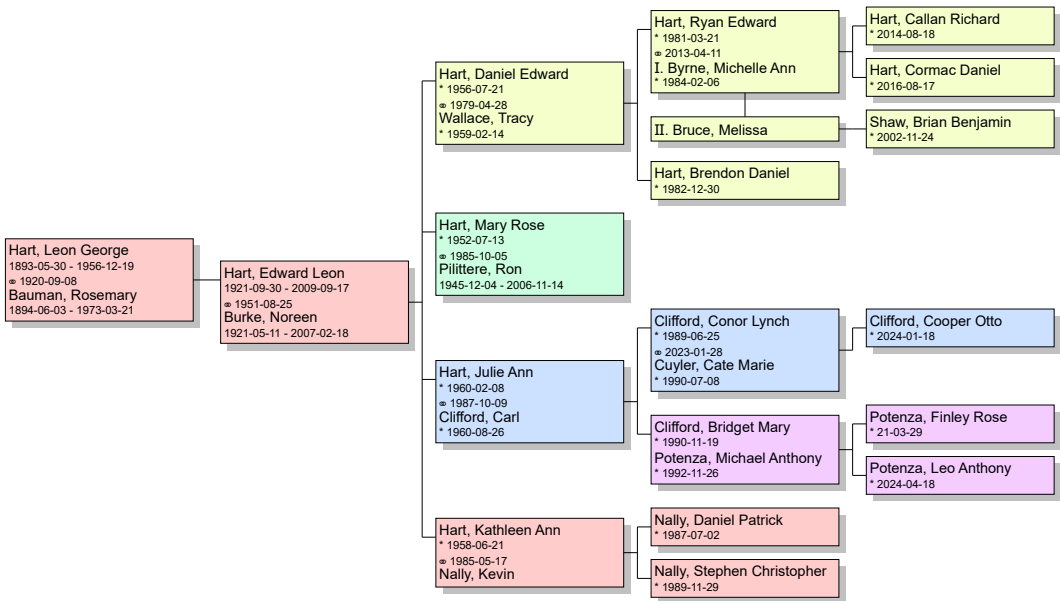 Hart, Leon George
1893-05-30 - 1956-12-19
⚭ 1920-09-08
Bauman, Rosemary
1894-06-03 - 1973-03-21
Hart, Edward Leon
1921-09-30 - 2009-09-17
⚭ 1951-08-25
Burke, Noreen
1921-05-11 - 2007-02-18
Hart, Daniel Edward
* 1956-07-21
⚭ 1979-04-28
Wallace, Tracy
* 1959-02-14
Hart, Ryan Edward
* 1981-03-21
⚭ 2013-04-11
I. Byrne, Michelle Ann
* 1984-02-06
Hart, Callan Richard
* 2014-08-18
Hart, Cormac Daniel
* 2016-08-17
II. Bruce, Melissa
Shaw, Brian Benjamin
* 2002-11-24
Hart, Brendon Daniel
* 1982-12-30
Hart, Mary Rose
* 1952-07-13
⚭ 1985-10-05
Pilittere, Ron
1945-12-04 - 2006-11-14
Hart, Julie Ann
* 1960-02-08
⚭ 1987-10-09
Clifford, Carl
* 1960-08-26
Clifford, Conor Lynch
* 1989-06-25
⚭ 2023-01-28
Cuyler, Cate Marie
* 1990-07-08
Clifford, Cooper Otto
* 2024-01-18
Clifford, Bridget Mary
* 1990-11-19
Potenza, Michael Anthony
* 1992-11-26
Potenza, Finley Rose
* 21-03-29
Potenza, Leo Anthony
* 2024-04-18
Hart, Kathleen Ann
* 1958-06-21
⚭ 1985-05-17
Nally, Kevin
Nally, Daniel Patrick
* 1987-07-02
Nally, Stephen Christopher
* 1989-11-29